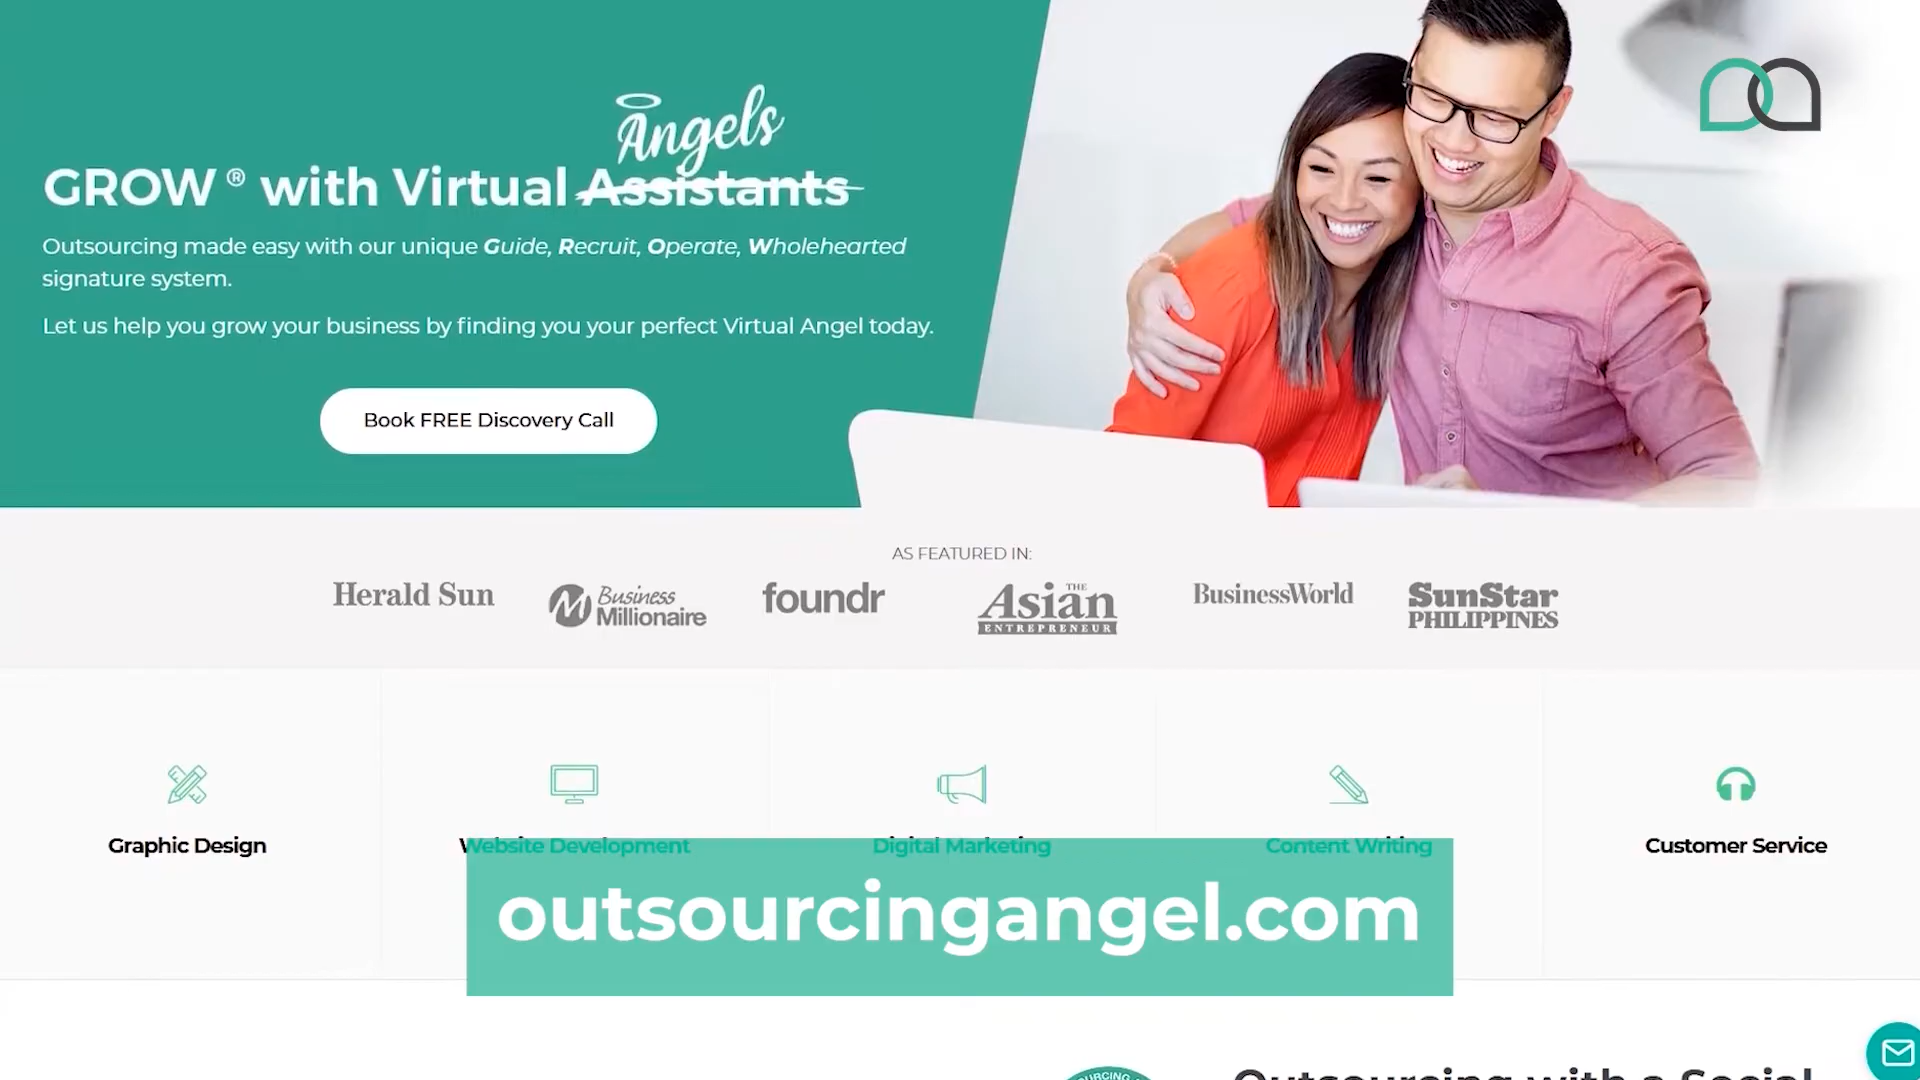 Angels
GROW ® with Virtual Assistants
Outsourcing made easy with our unique Guide, Recruit, Operate, Wholehearted
signature system.
Let us help you grow your business by finding you your perfect Virtual Angel today.
Book FREE Discovery Call
AS FEATURED IN:
Herald Sun
M Business Millionaire
foundr
THE Asian ENTREPRENEUR
BusinessWorld
SunStar PHILIPPINES
Graphic Design
Website Development
Digital Marketing
Content Writing
Customer Service
outsourcingangel.com
Outsourcing with a Social